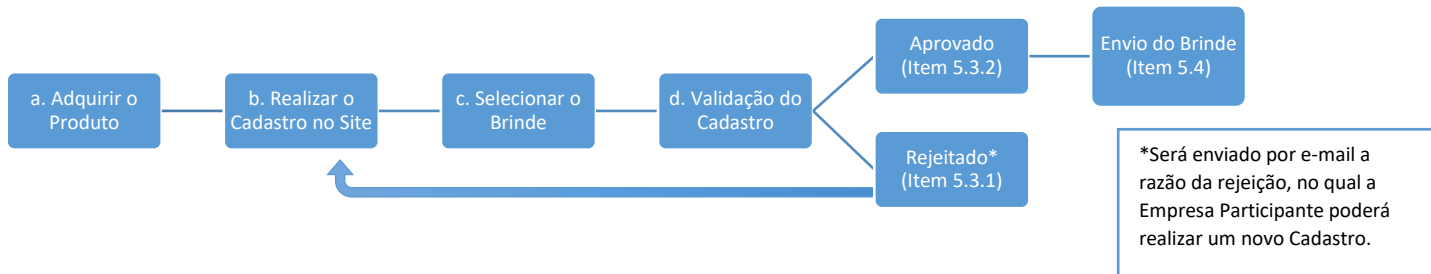 a. Adquirir o
Produto
b. Realizar o
Cadastro no Site
c. Selecionar o
Brinde
d. Validação do
Cadastro
Aprovado
(Item 5.3.2)
Envio do Brinde
(Item 5.4)
Rejeitado*
(Item 5.3.1)
*Será enviado por e-mail a
razão da rejeição, no qual a
Empresa Participante poderá
realizar um novo Cadastro.